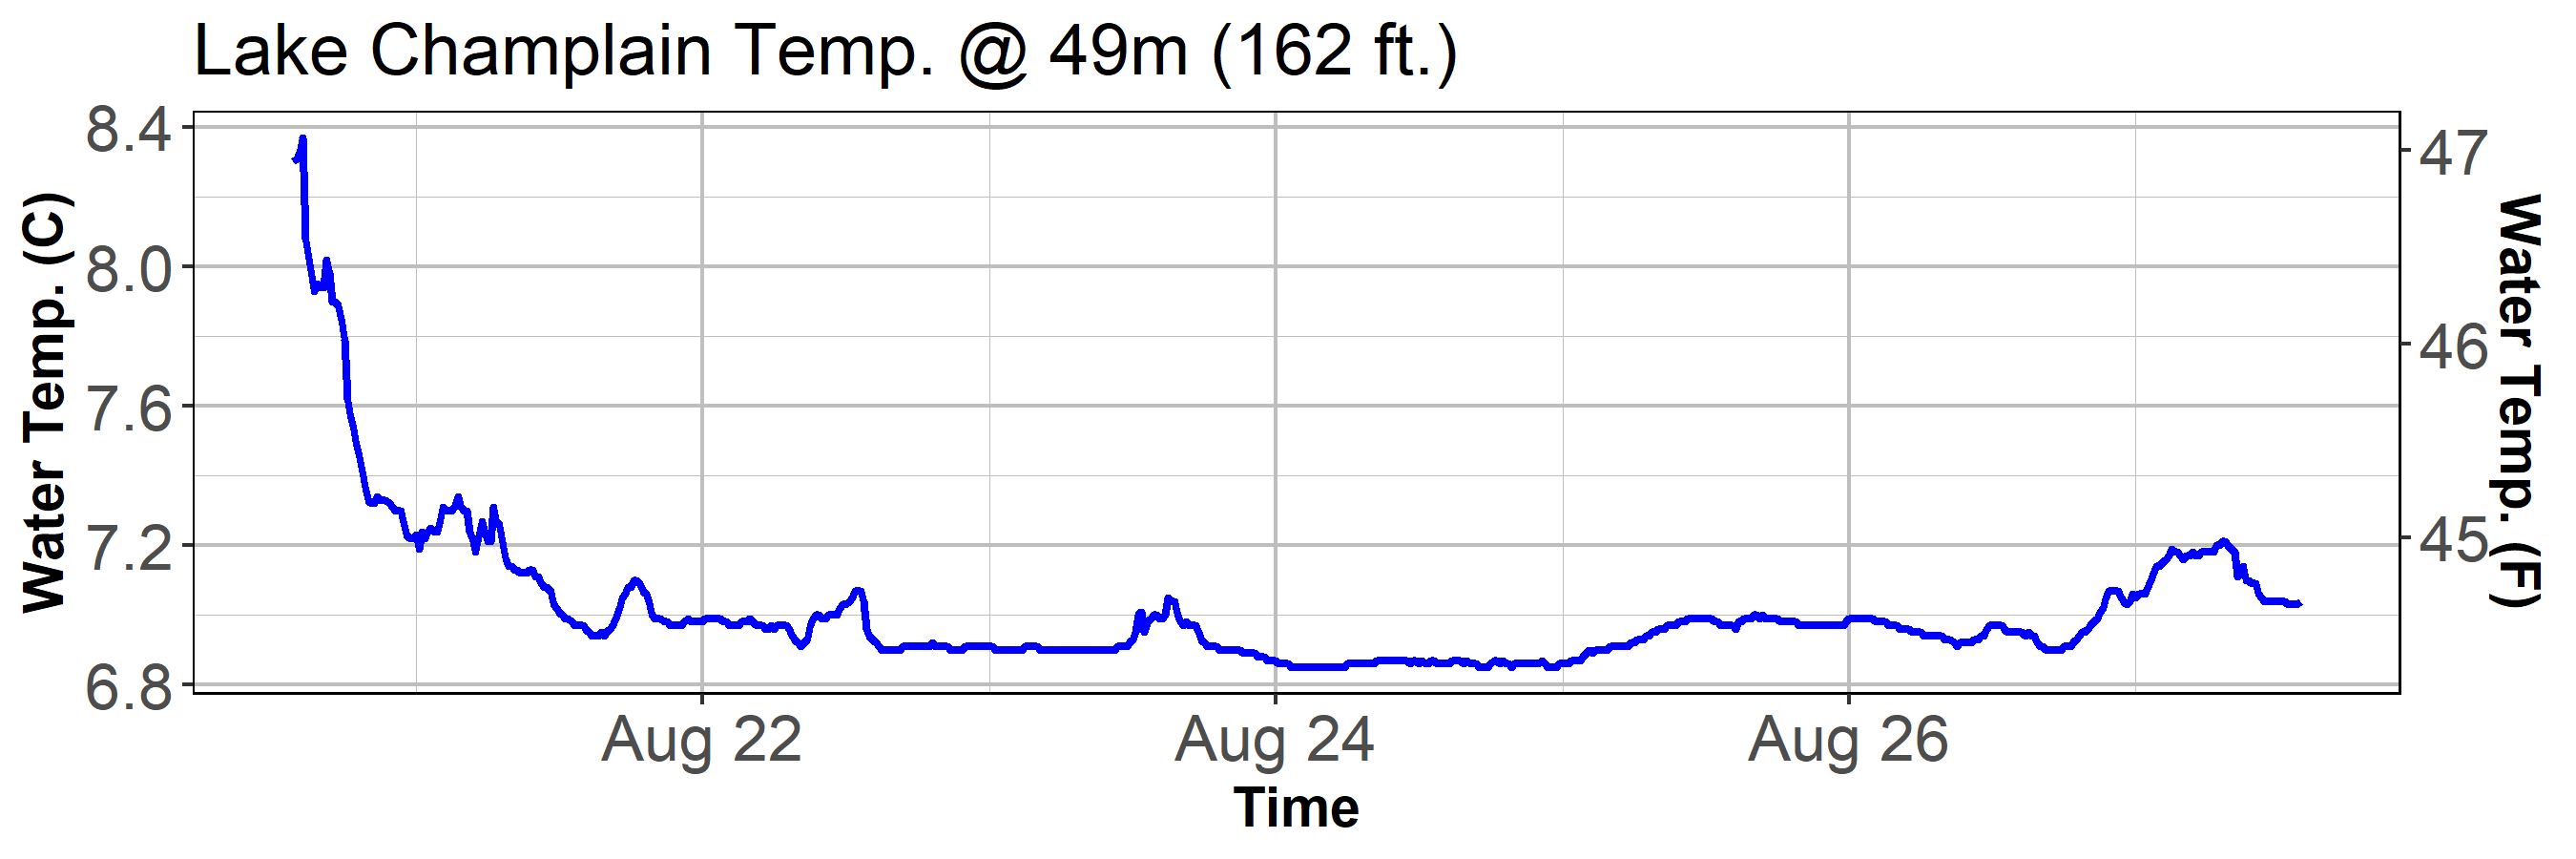 Lake Champlain Temp. @ 49m (162 ft.)
Water Temp. (C)
8.4
8.0
7.6
7.2
6.8
47
46
45
Water Temp. (F)
Aug 22
Aug 24
Aug 26
Time